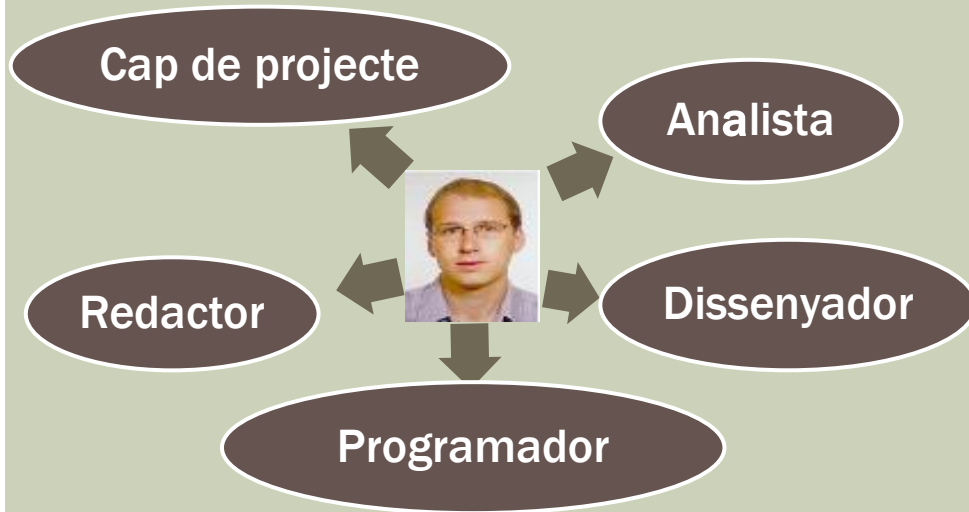 Cap de projecte
Analista
Redactor
Dissenyador
Programador